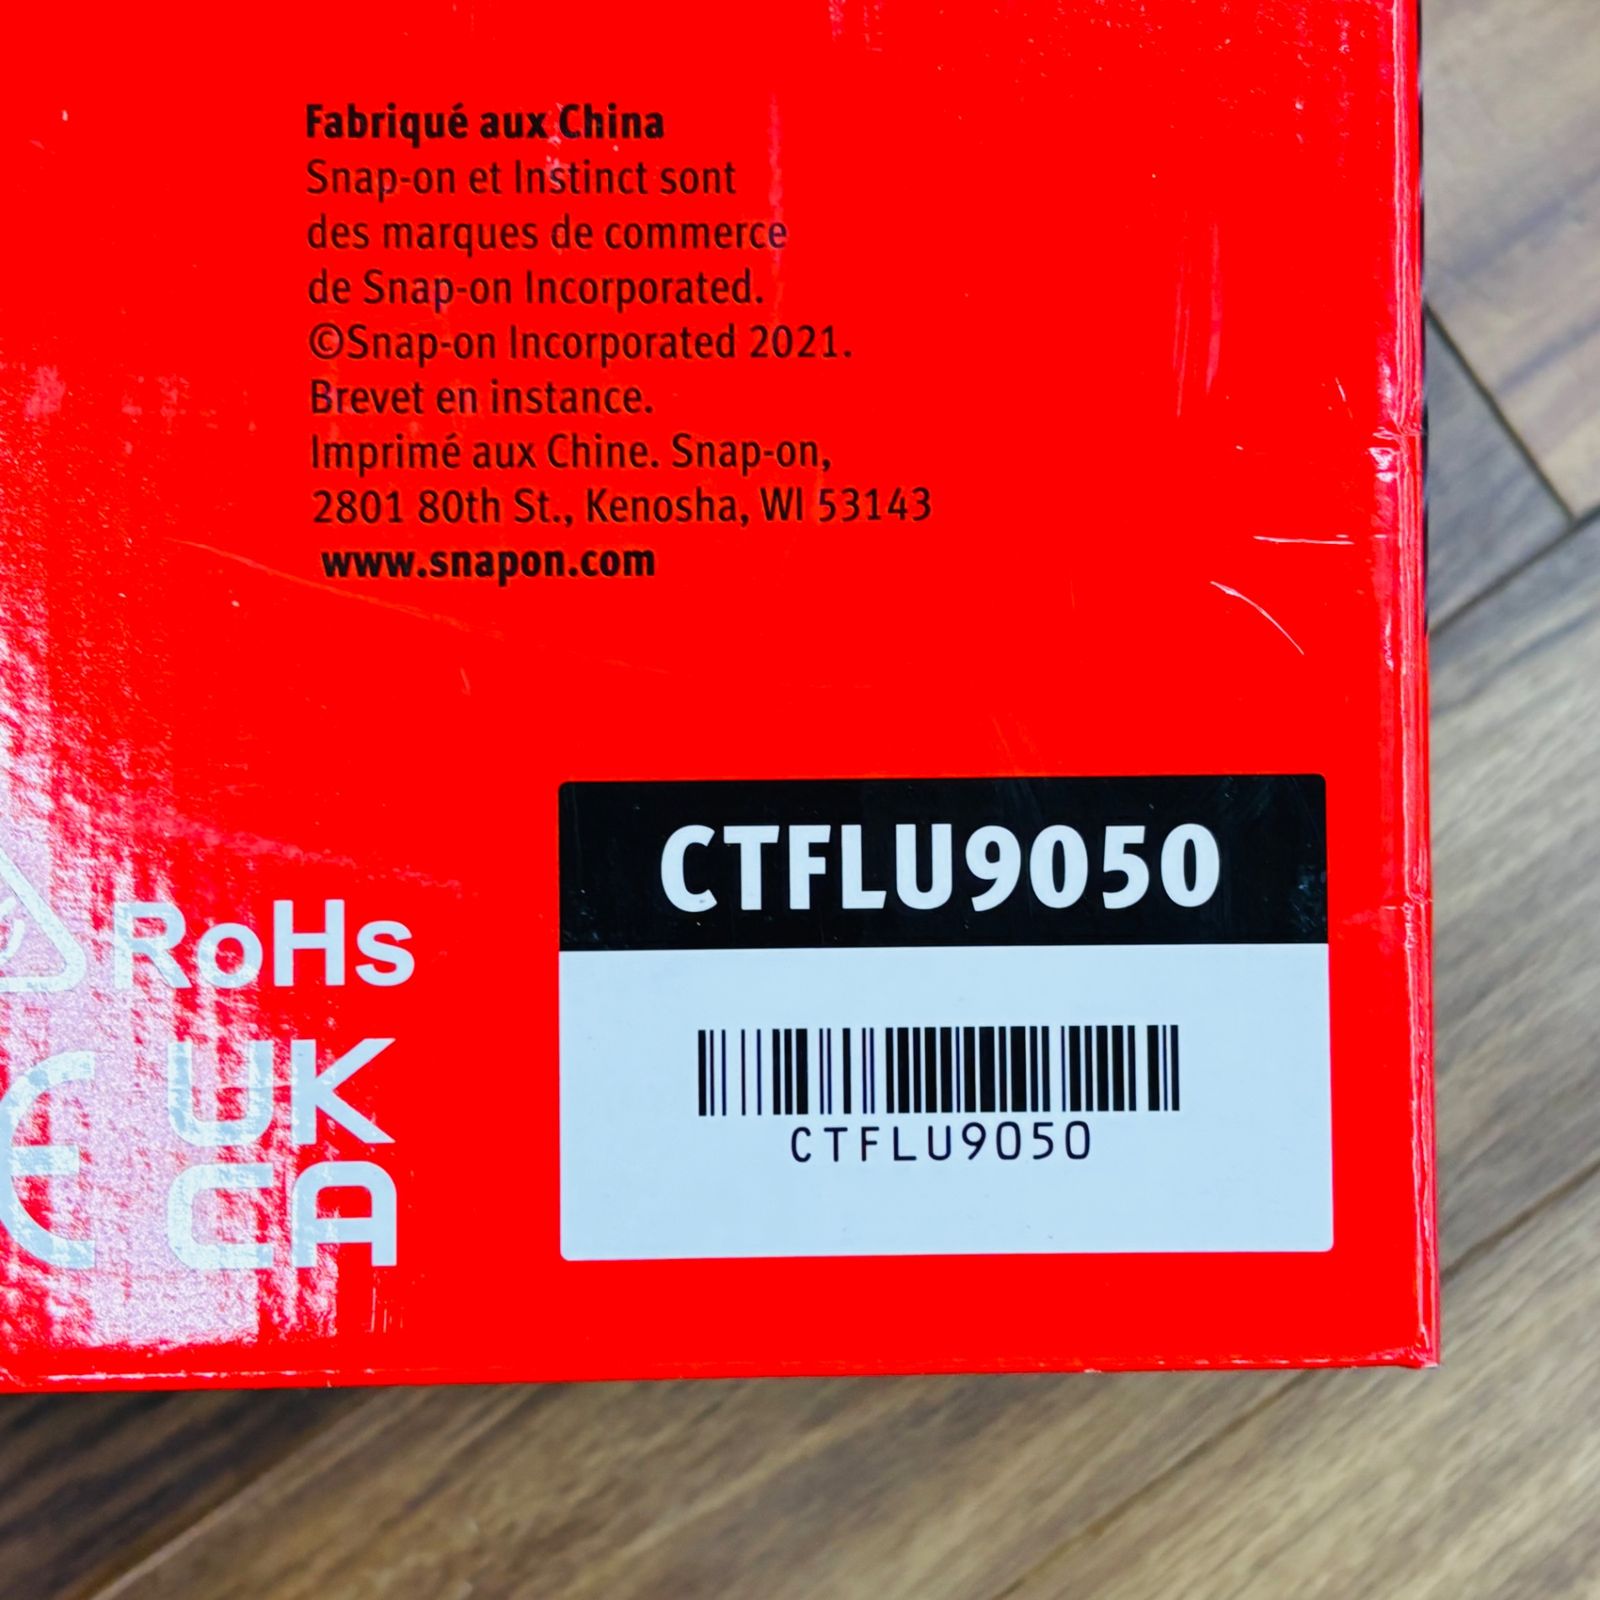 Fabriqué aux China
Snap-on et Instinct sont
des marques de commerce
de Snap-on Incorporated.
©Snap-on Incorporated 2021.
Brevet en instance.
Imprimé aux Chine. Snap-on,
2801 80th St., Kenosha, WI 53143
www.snapon.com
RoHs
CE
UK
CA
CTFLU9050
CTFLU9050